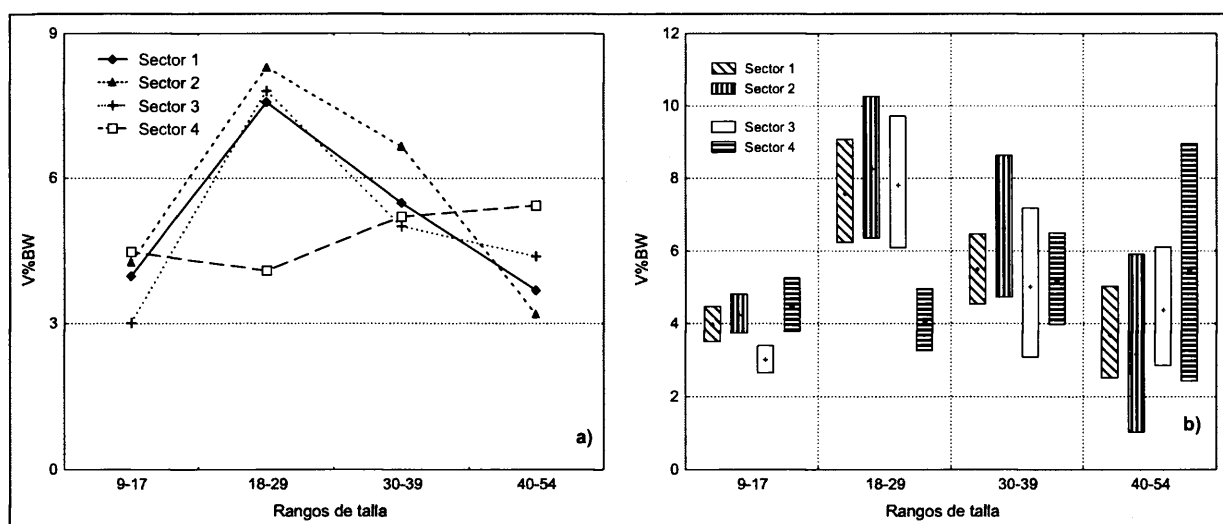 9
6
3
0
V%BW
Sector 1
Sector 2
Sector 3
Sector 4
a)
9-17
18-29
30-39
40-54
Rangos de talla
12
10
8
6
4
2
0
V%BW
Sector 1
Sector 2
Sector 3
Sector 4
b)
9-17
18-29
30-39
40-54
Rangos de talla